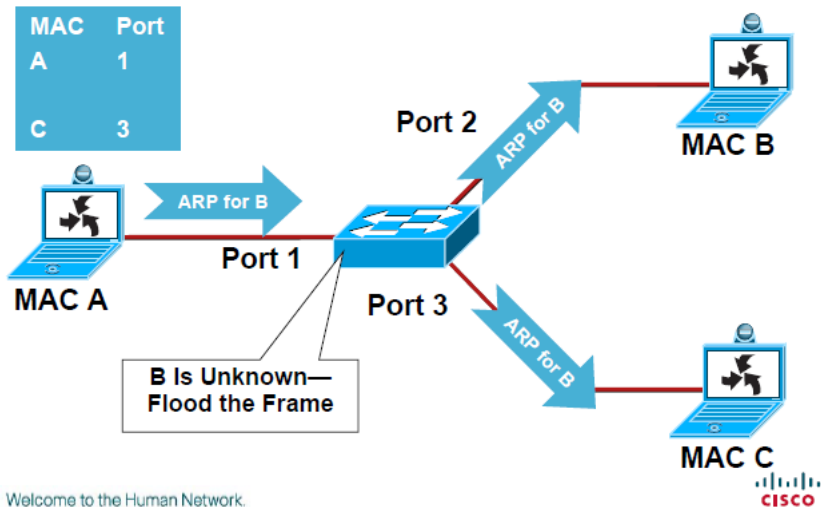 MAC Port
A 1
C 3
ARP for B
MAC A
Port 1
Port 2
ARP for B
MAC B
Port 3
ARP for B
MAC C
B Is Unknown—
Flood the Frame
Welcome to the Human Network.
CISCO